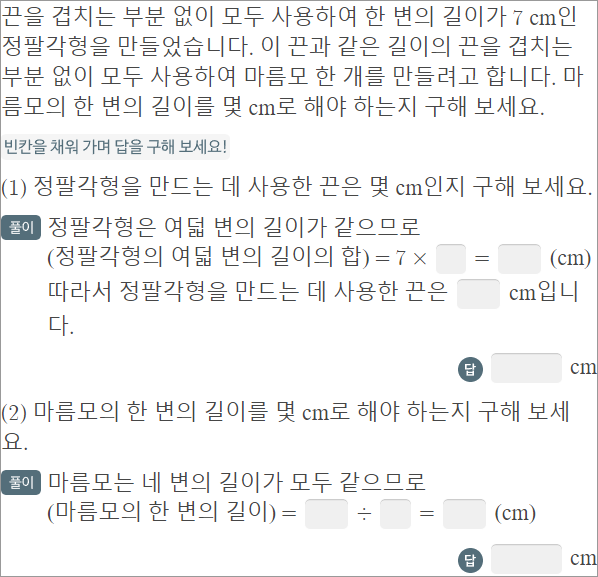 끈을 겹치는 부분 없이 모두 사용하여 한 변의 길이가 7 cm인
정팔각형을 만들었습니다. 이 끈과 같은 길이의 끈을 겹치는
부분 없이 모두 사용하여 마름모 한 개를 만들려고 합니다. 마
름모의 한 변의 길이를 몇 cm로 해야 하는지 구해 보세요.
빈칸을 채워 가며 답을 구해 보세요!
(1) 정팔각형을 만드는 데 사용한 끈은 몇 cm인지 구해 보세요.
풀이 정팔각형은 여덟 변의 길이가 같으므로
(정팔각형의 여덟 변의 길이의 합) = 7 × = (cm)
따라서 정팔각형을 만드는 데 사용한 끈은 cm입니
다.
답 cm
(2) 마름모의 한 변의 길이를 몇 cm로 해야 하는지 구해 보세
요.
풀이 마름모는 네 변의 길이가 모두 같으므로
(마름모의 한 변의 길이) = ÷ = (cm)
답 cm